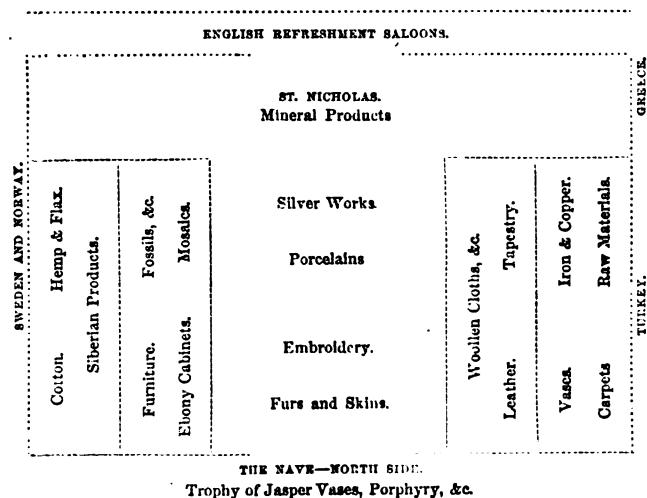 ENGLISH REFRESHMENT SALOONS.
GREECE.
ST. NICHOLAS.
Mineral Products
SWEDEN AND NORWAY.
Cotton. Hemp & Flax.
Siberian Products.
Furniture. Fossils, &c.
Ebony Cabinets. Mosaics.
Silver Works.
Porcelains
Embroidery.
Furs and Skins.
Woollen Cloths, &c.
Leather. Tapestry.
Vases. Iron & Copper.
Carpets Raw Materials.
TURKEY.
THE NAVE—NORTH SIDE.
Trophy of Jasper Vases, Porphyry, &c.